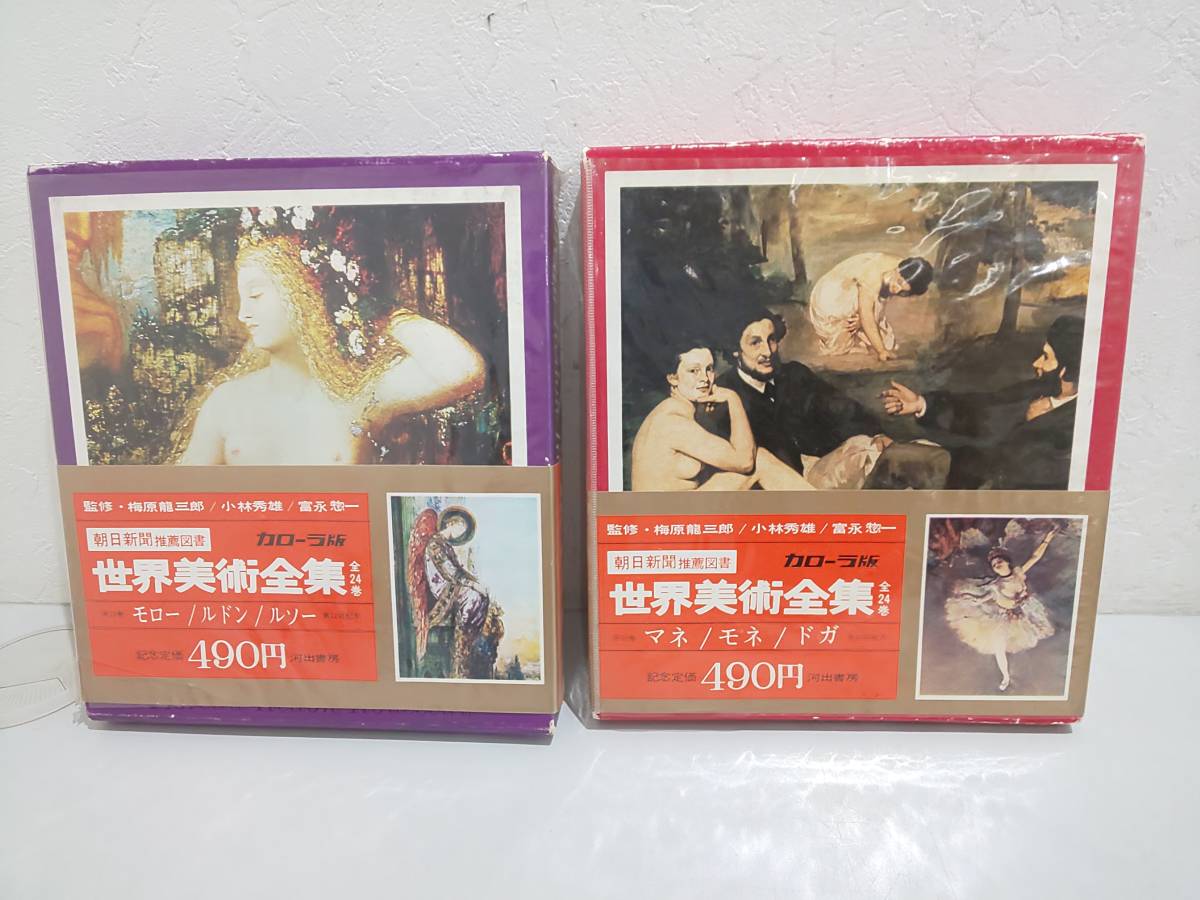 監修・梅原龍三郎/小林秀雄/富永惣一
朝日新聞推薦図書 カローラ版
世界美術全集 全24巻
モロー/ルドン/ルソー
記念定価 490円 河出書房
監修・梅原龍三郎/小林秀雄/富永惣一
朝日新聞推薦図書 カローラ版
世界美術全集 全24巻
マネ/モネ/ドガ
記念定価 490円 河出書房